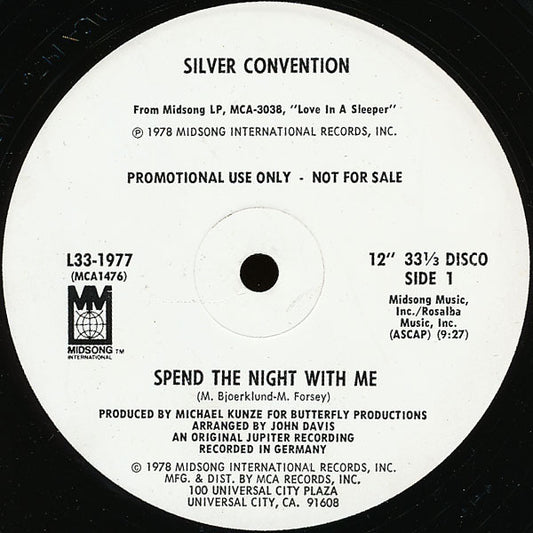 SILVER CONVENTION
From Midsong LP, MCA-3038, "Love In A Sleeper"
Ⓟ 1978 MIDSONG INTERNATIONAL RECORDS, INC.
PROMOTIONAL USE ONLY - NOT FOR SALE
L33-1977
(MCA1476)
MIDSONG ™
INTERNATIONAL
12" 33⅓ DISCO
SIDE 1
Midsong Music,
Inc./Rosalba
Music, Inc.
(ASCAP) (9:27)
SPEND THE NIGHT WITH ME
(M. Bjoerklund-M. Forsey)
PRODUCED BY MICHAEL KUNZE FOR BUTTERFLY PRODUCTIONS
ARRANGED BY JOHN DAVIS
AN ORIGINAL JUPITER RECORDING
RECORDED IN GERMANY
© 1978 MIDSONG INTERNATIONAL RECORDS, INC.
MFG. & DIST. BY MCA RECORDS, INC.
100 UNIVERSAL CITY PLAZA
UNIVERSAL CITY, CA. 91608